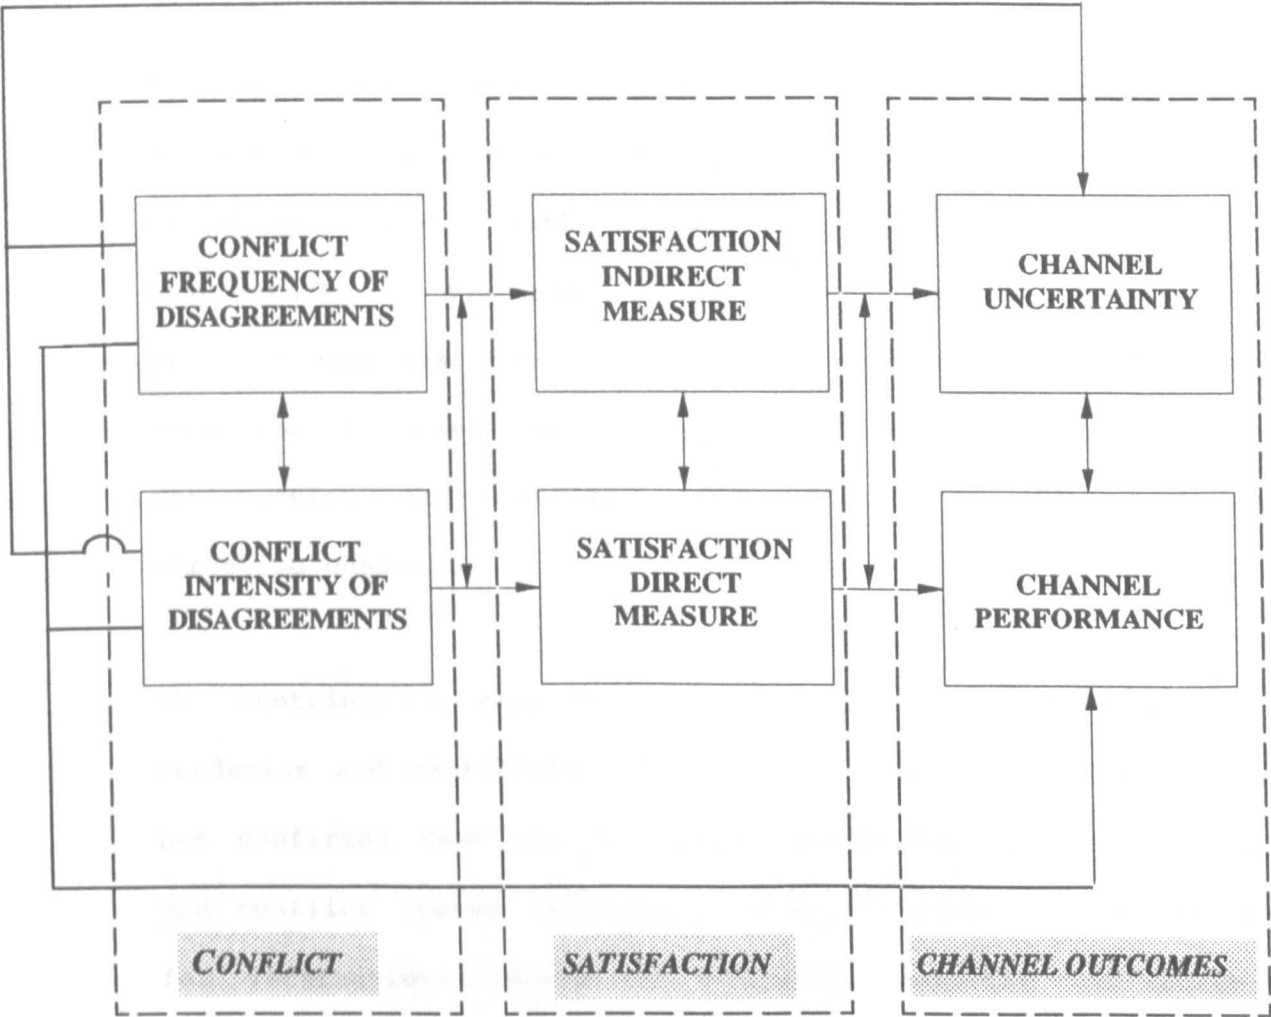 CONFLICT
FREQUENCY OF
DISAGREEMENTS
SATISFACTION
INDIRECT
MEASURE
CHANNEL
UNCERTAINTY
CONFLICT
INTENSITY OF
DISAGREEMENTS
SATISFACTION
DIRECT
MEASURE
CHANNEL
PERFORMANCE
CONFLICT
SATISFACTION
CHANNEL OUTCOMES